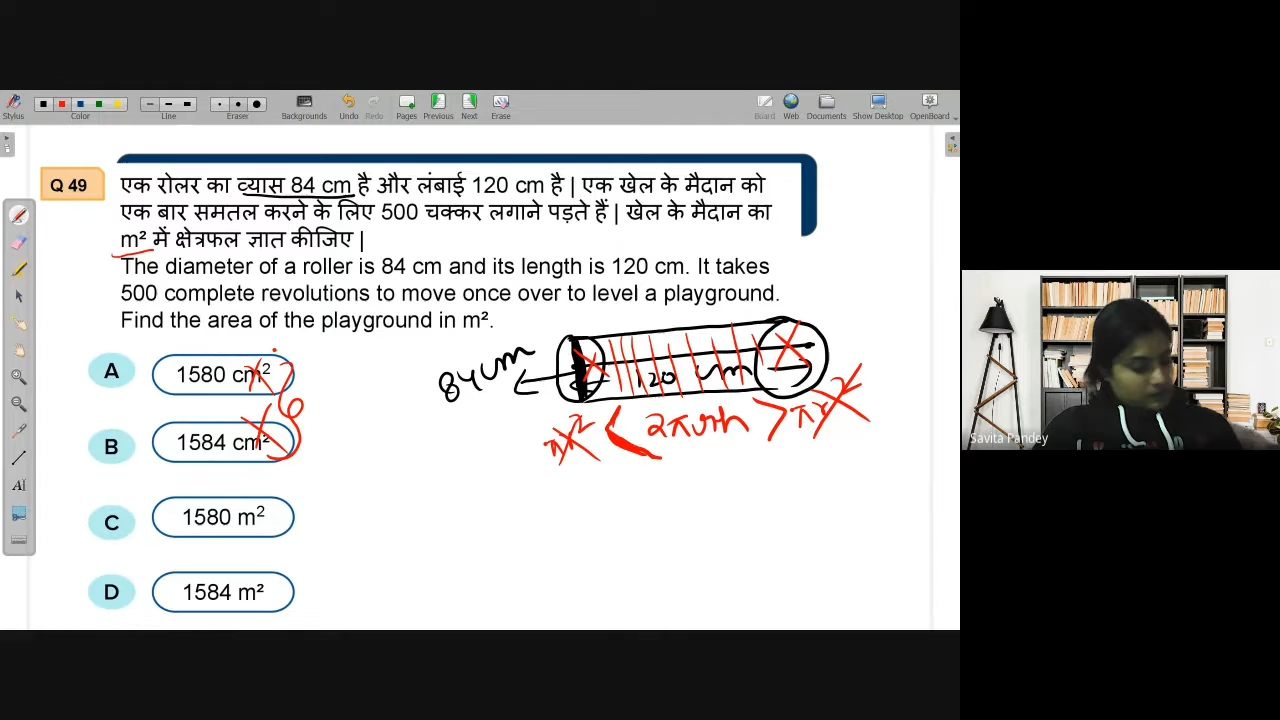 Stylus
Color
Line
Eraser
Backgrounds
Undo
Redo
Pages
Previous
Next
Erase
Board
Web
Documents
Show Desktop
OpenBoard
Q 49
एक रोलर का व्यास 84 cm है और लंबाई 120 cm है | एक खेल के मैदान को
एक बार समतल करने के लिए 500 चक्कर लगाने पड़ते हैं | खेल के मैदान का
m² में क्षेत्रफल ज्ञात कीजिए |
The diameter of a roller is 84 cm and its length is 120 cm. It takes
500 complete revolutions to move once over to level a playground.
Find the area of the playground in m².
84 cm
120 cm
πr²
2πrh
πr²
A
1580 cm²
B
1584 cm²
C
1580 m²
D
1584 m²
AI
Savita Pandey